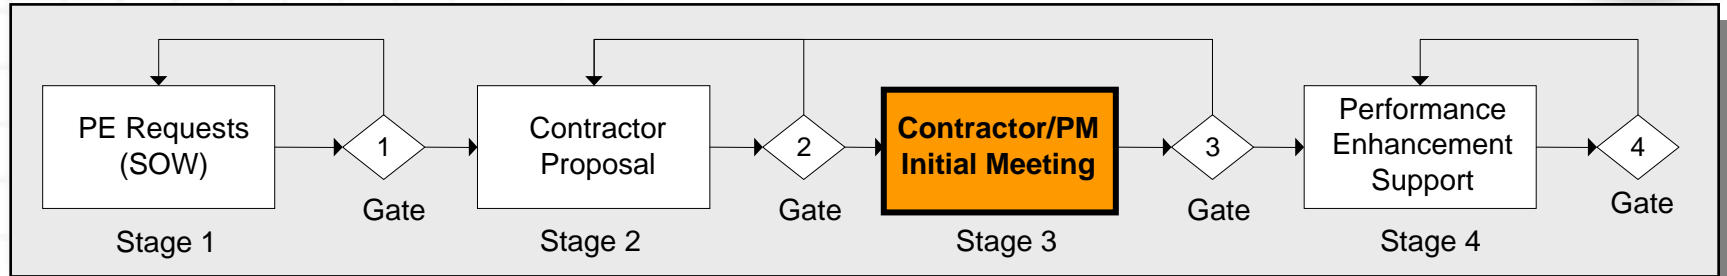 PE Requests
(SOW)
1
Gate
Stage 1
Contractor
Proposal
2
Gate
Stage 2
Contractor/PM
Initial Meeting
3
Gate
Stage 3
Performance
Enhancement
Support
4
Gate
Stage 4